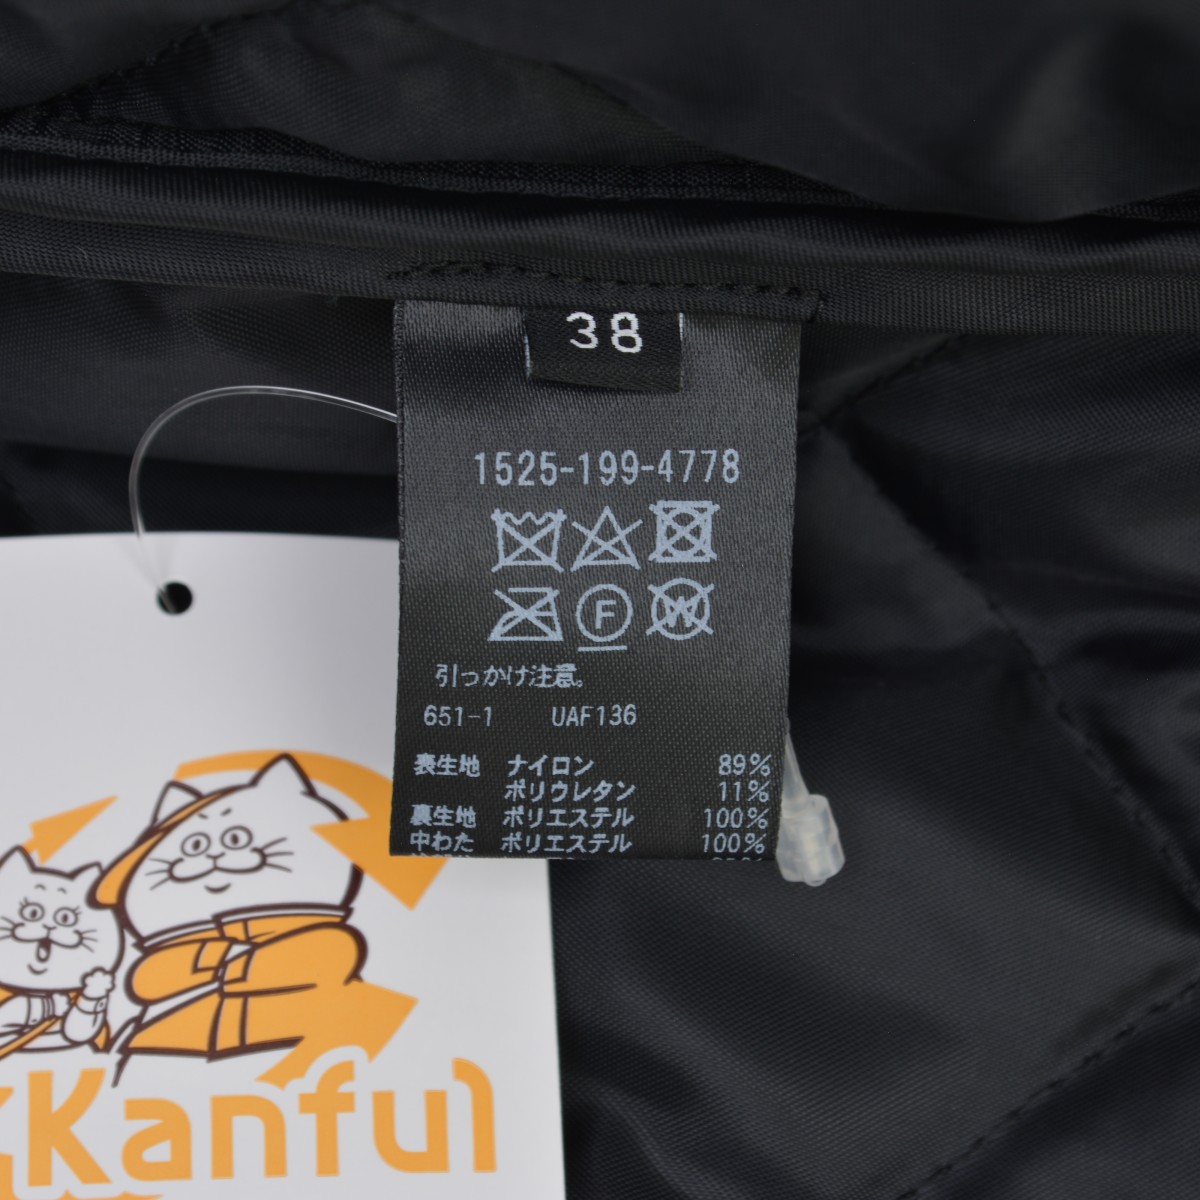 38
1525-199-4778
F
W
引っかけ注意。
651-1 UAF136
表生地 ナイロン 89%
ポリウレタン 11%
裏生地 ポリエステル 100%
中わた ポリエステル 100%
Kanful